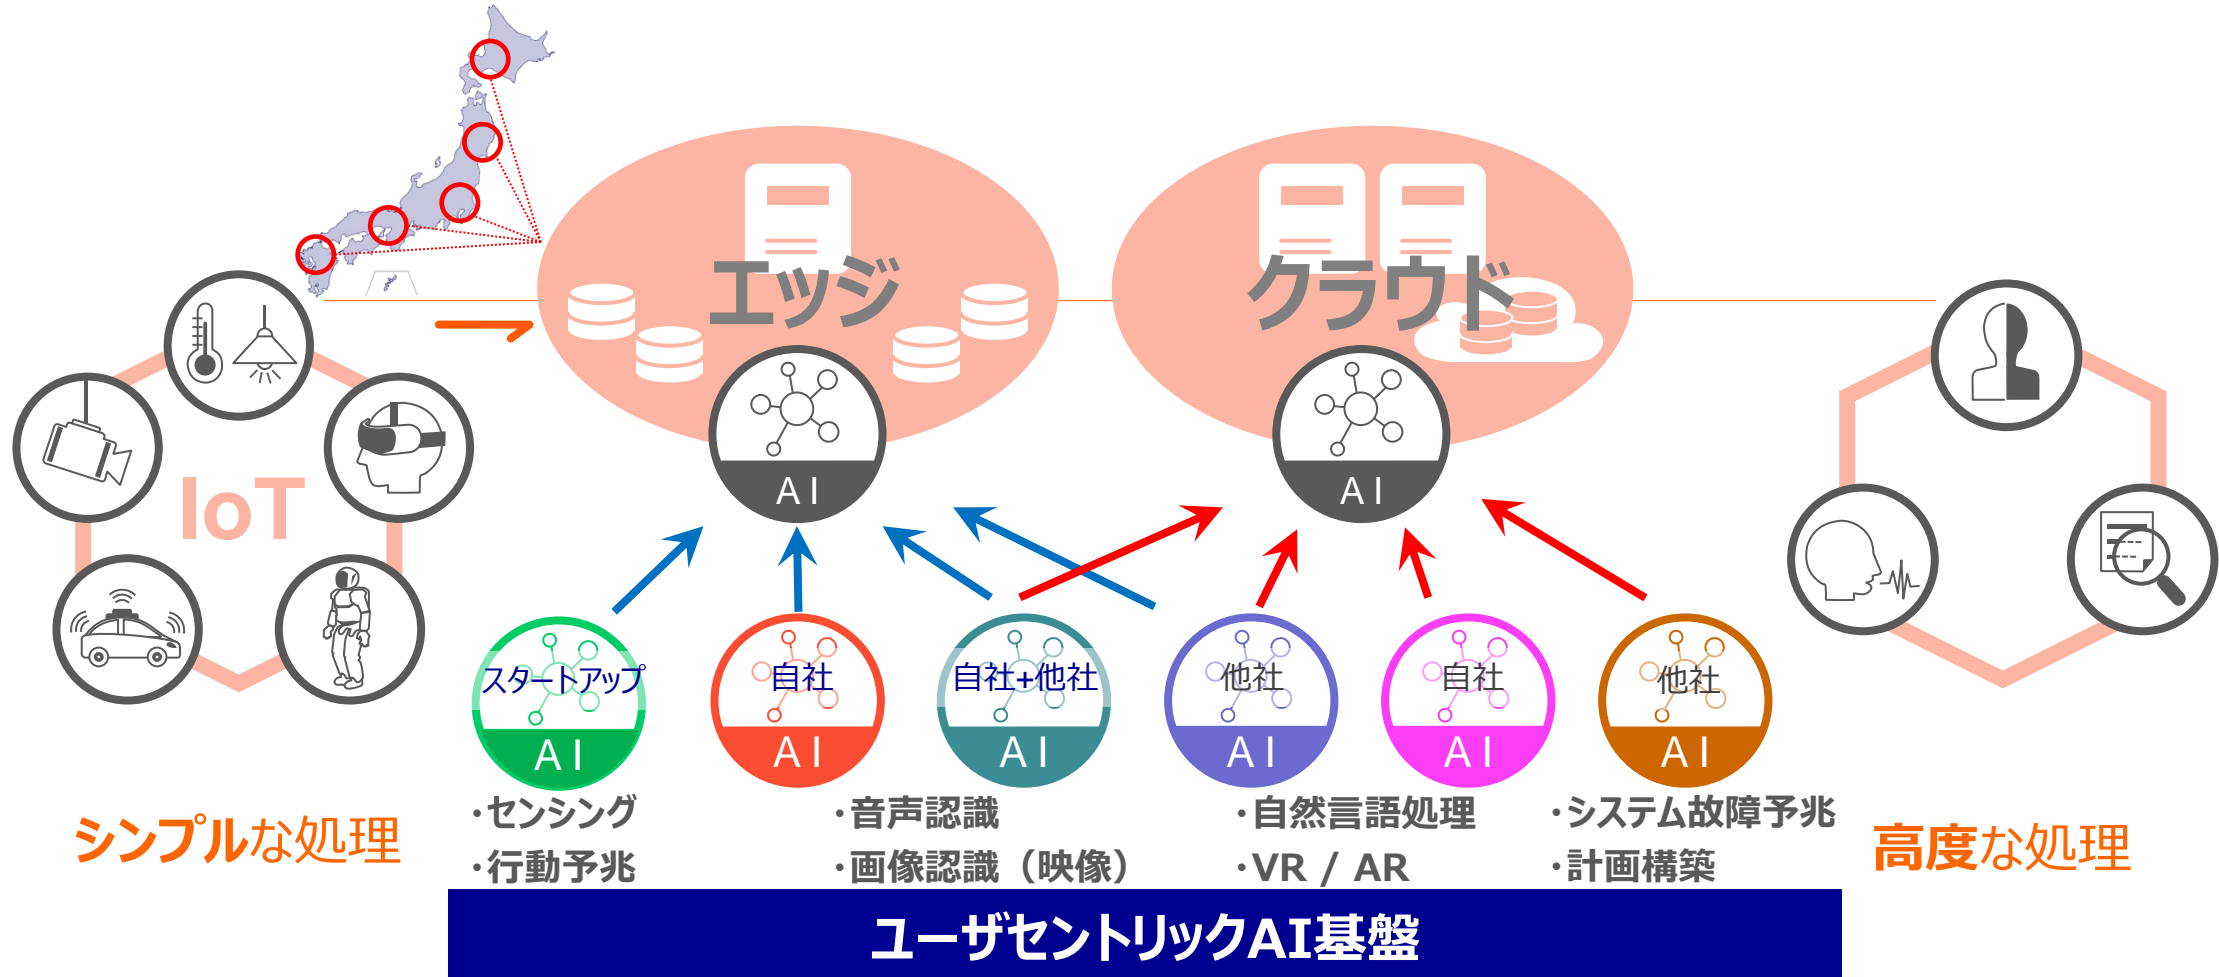 エッジ
クラウド
IoT
AI
AI
スタートアップ
AI
自社
AI
自社+他社
AI
他社
AI
自社
AI
他社
AI
シンプルな処理
・センシング
・行動予兆
・音声認識
・画像認識（映像）
・自然言語処理
・VR / AR
・システム故障予兆
・計画構築
高度な処理
ユーザセントリックAI基盤